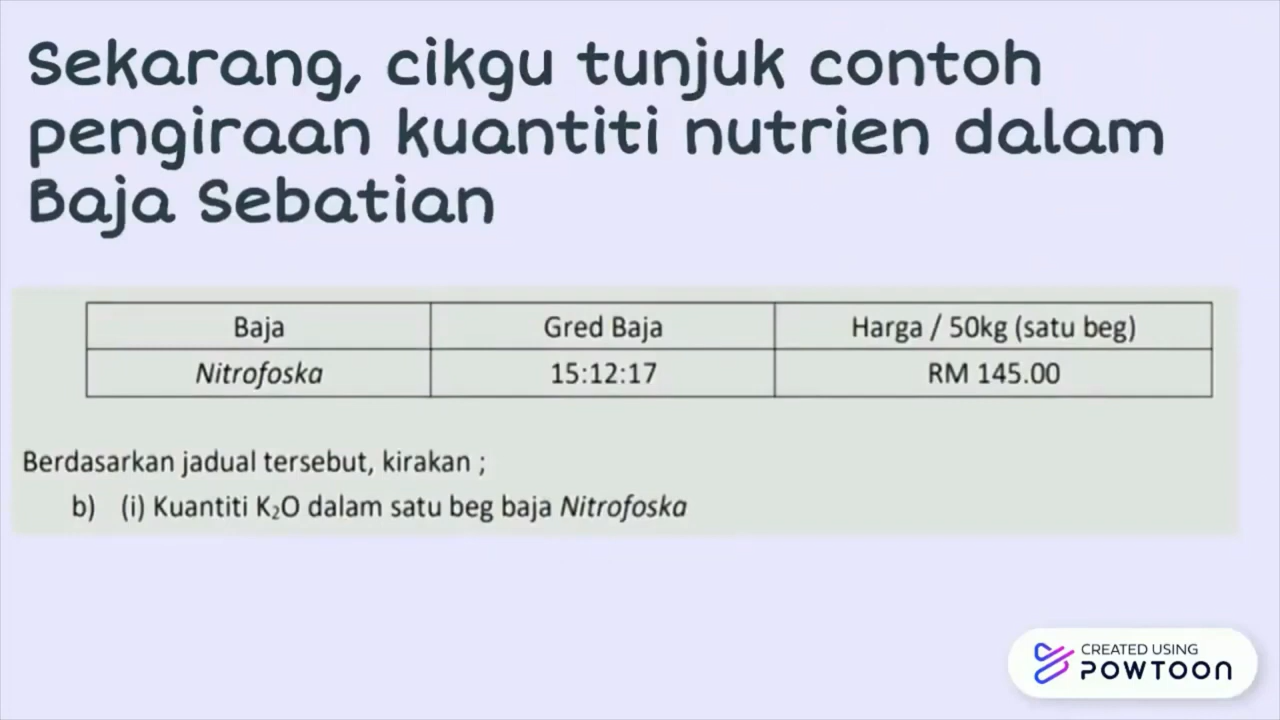 Sekarang, cikgu tunjuk contoh
pengiraan kuantiti nutrien dalam
Baja Sebatian
Baja Gred Baja Harga / 50kg (satu beg)
Nitrofoska 15:12:17 RM 145.00
Berdasarkan jadual tersebut, kirakan ;
b) (i) Kuantiti K₂O dalam satu beg baja Nitrofoska
CREATED USING
POWTOON